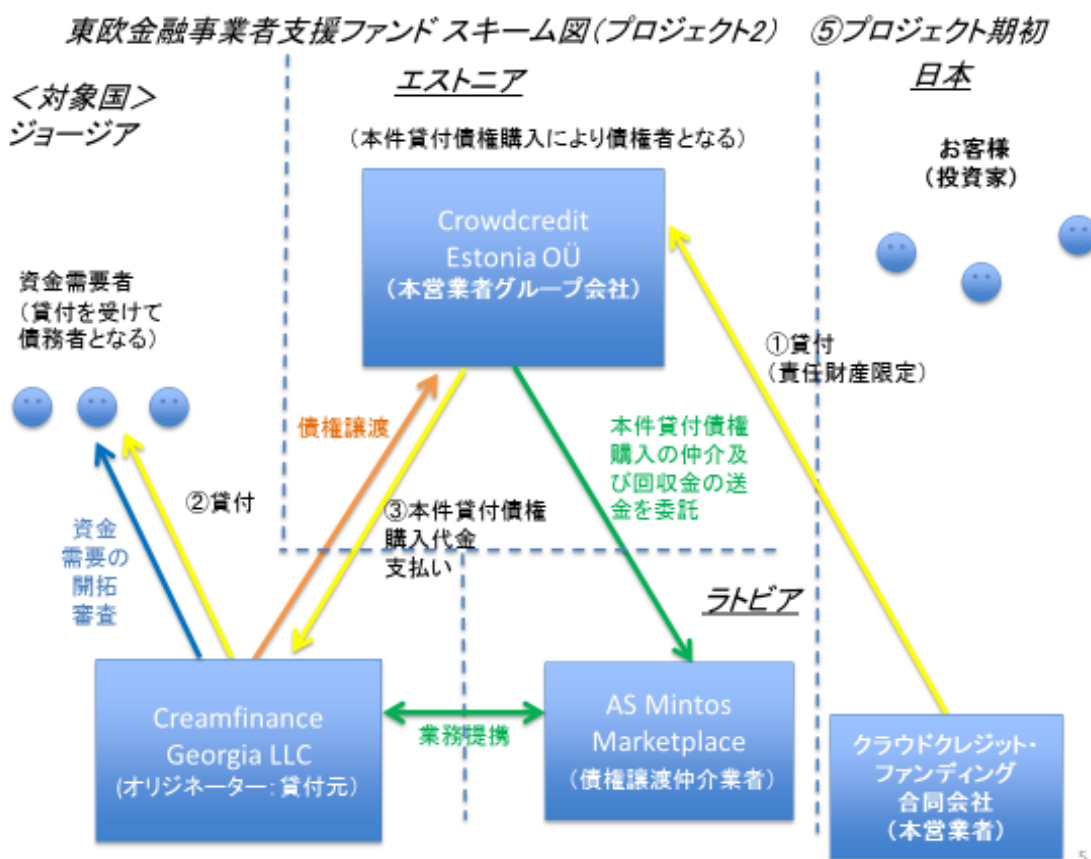 東欧金融事業者支援ファンド スキーム図(プロジェクト2)
⑤プロジェクト期初
<対象国>
ジョージア
エストニア
日本
(本件貸付債権購入により債権者となる)
お客様
(投資家)
Crowdcredit
Estonia OÜ
(本営業者グループ会社)
資金需要者
(貸付を受けて
債務者となる)
①貸付
(責任財産限定)
債権譲渡
本件貸付債権
購入の仲介及
び回収金の送
金を委託
②貸付
③本件貸付債権
購入代金
支払い
資金
需要の
開拓
審査
ラトビア
Creamfinance
Georgia LLC
(オリジネーター:貸付元)
業務提携
AS Mintos
Marketplace
(債権譲渡仲介業者)
クラウドクレジット・
ファンディング
合同会社
(本営業者)
5